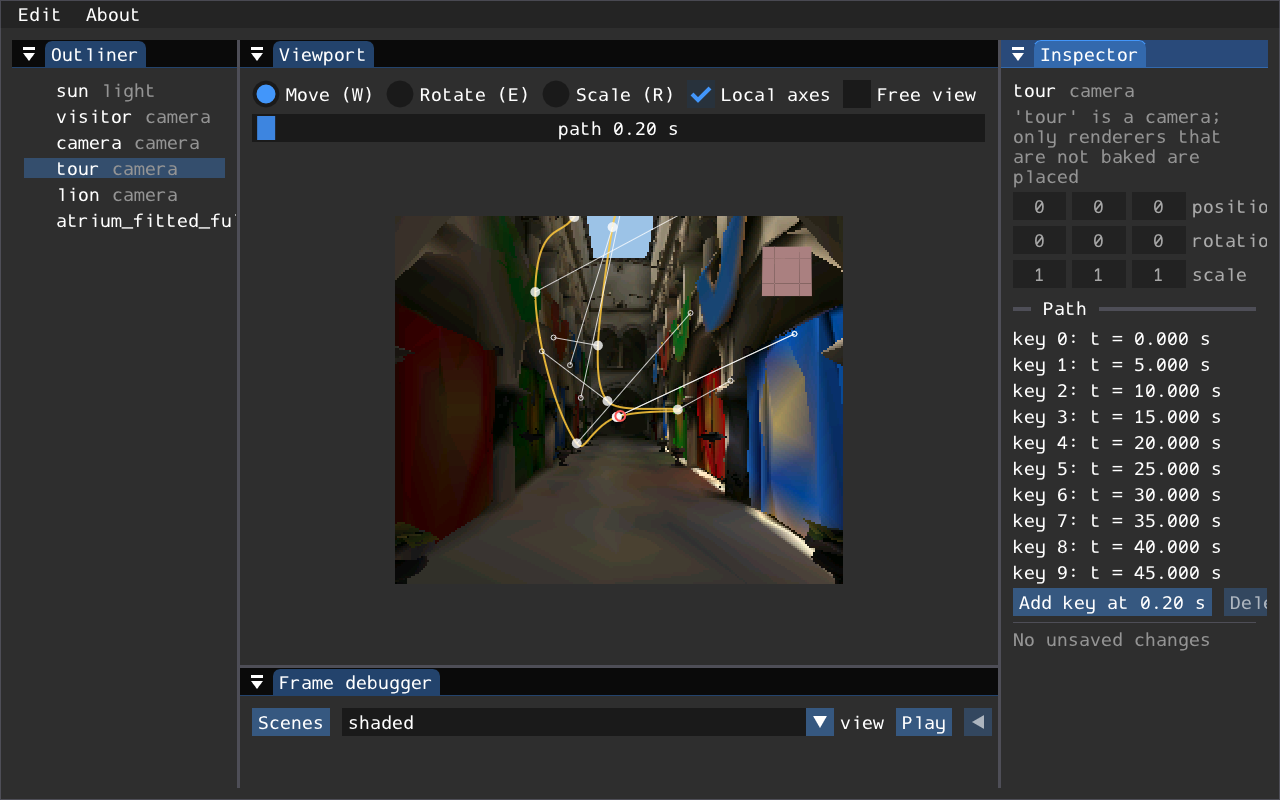 Edit About
Outliner
sun light
visitor camera
camera camera
tour camera
lion camera
atrium_fitted_fu
Viewport
Move (W) Rotate (E) Scale (R) Local axes Free view
path 0.20 s
Frame debugger
Scenes shaded view Play
Inspector
tour camera
'tour' is a camera;
only renderers that
are not baked are
placed
0 0 0 positio
0 0 0 rotatio
1 1 1 scale
Path
key 0: t = 0.000 s
key 1: t = 5.000 s
key 2: t = 10.000 s
key 3: t = 15.000 s
key 4: t = 20.000 s
key 5: t = 25.000 s
key 6: t = 30.000 s
key 7: t = 35.000 s
key 8: t = 40.000 s
key 9: t = 45.000 s
Add key at 0.20 s Dele
No unsaved changes